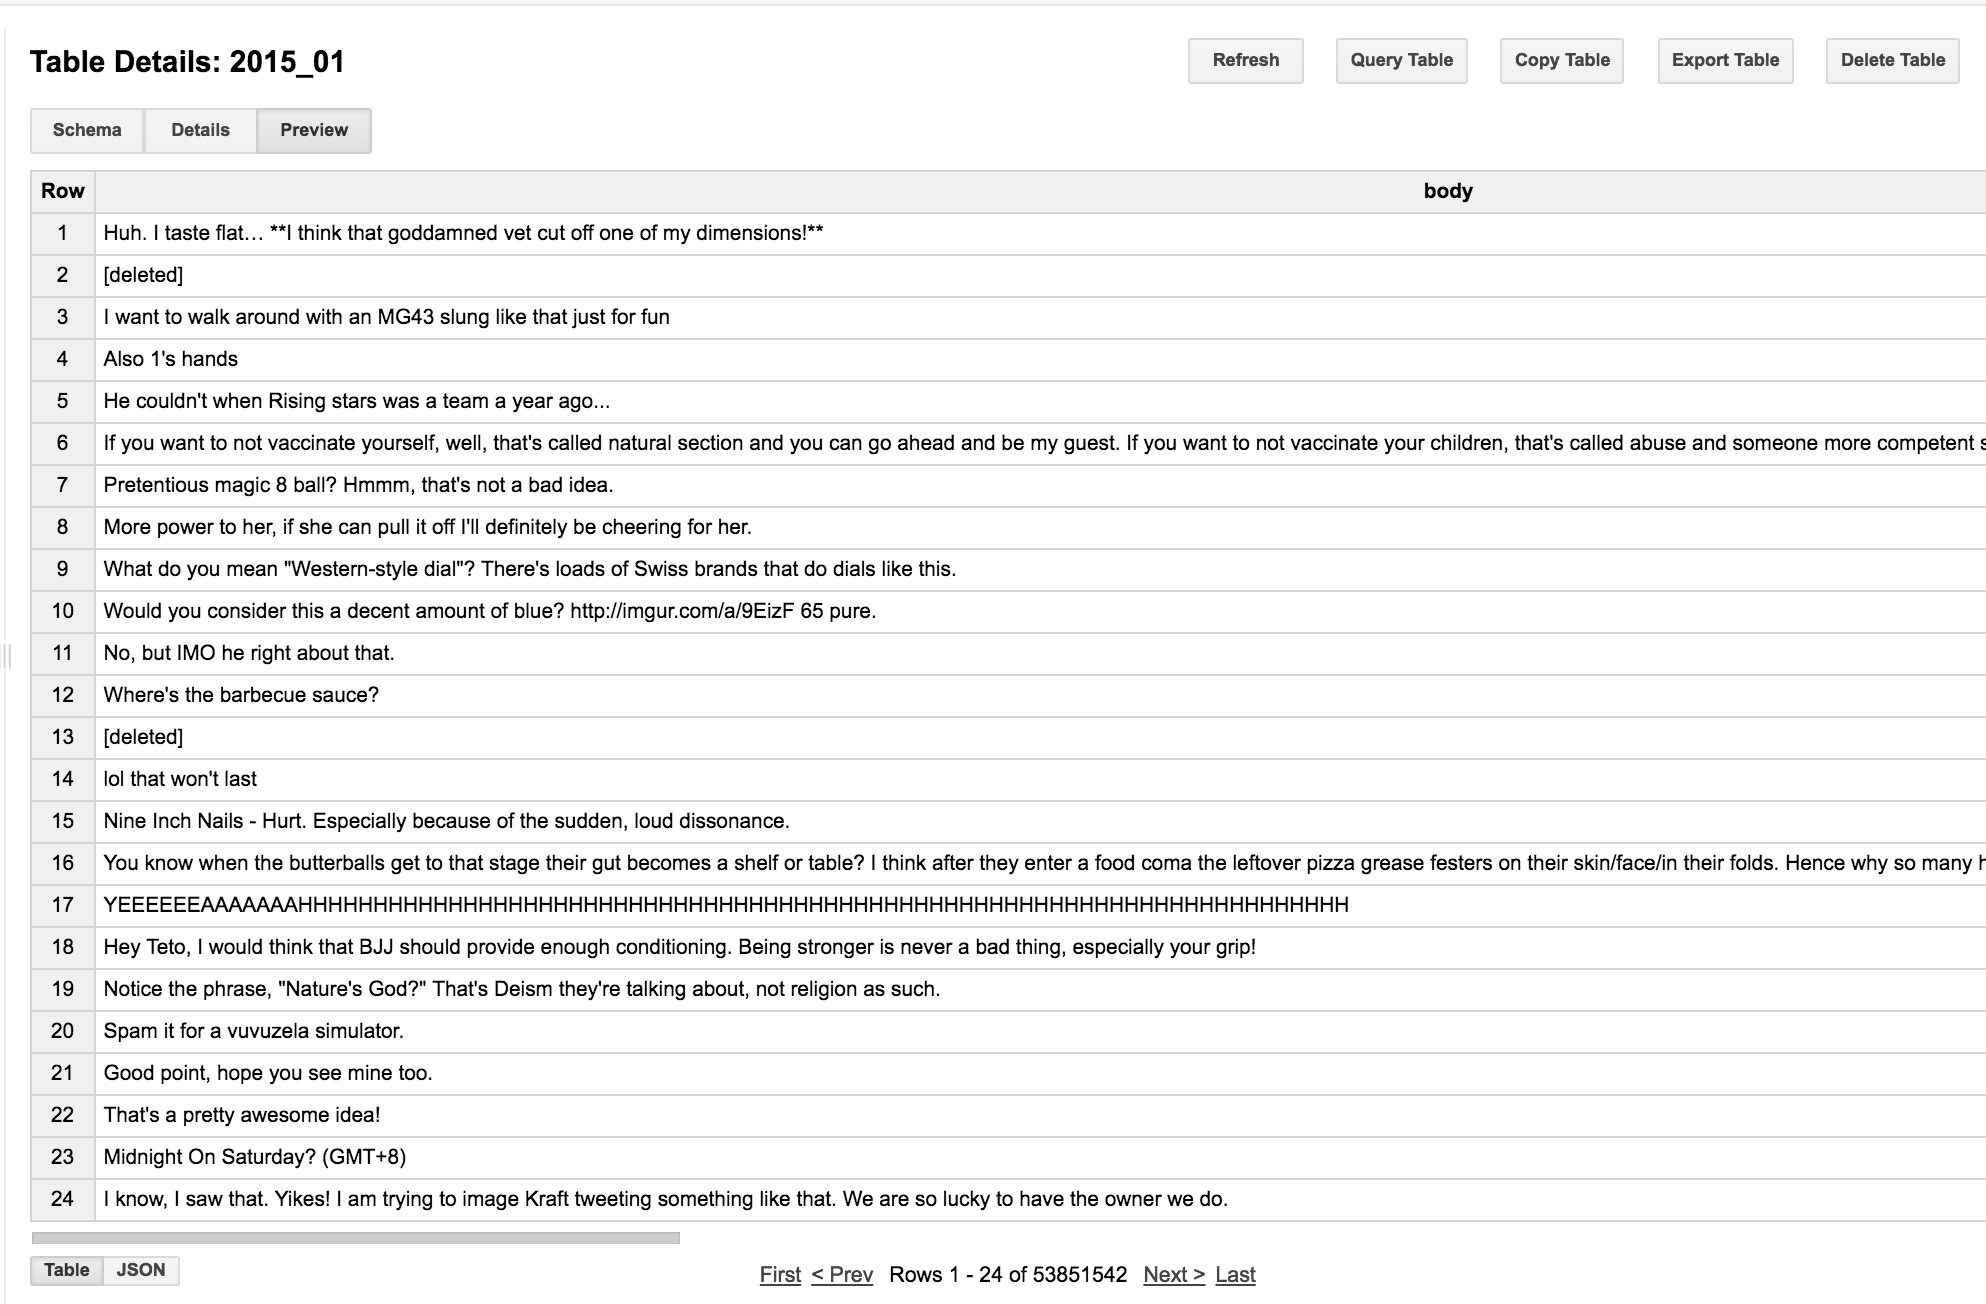 Table Details: 2015_01
Refresh Query Table Copy Table Export Table Delete Table
Schema Details Preview
Row body
1 Huh. I taste flat… **I think that goddamned vet cut off one of my dimensions!**
2 [deleted]
3 I want to walk around with an MG43 slung like that just for fun
4 Also 1's hands
5 He couldn't when Rising stars was a team a year ago...
6 If you want to not vaccinate yourself, well, that's called natural section and you can go ahead and be my guest. If you want to not vaccinate your children, that's called abuse and someone more competent s
7 Pretentious magic 8 ball? Hmmm, that's not a bad idea.
8 More power to her, if she can pull it off I'll definitely be cheering for her.
9 What do you mean "Western-style dial"? There's loads of Swiss brands that do dials like this.
10 Would you consider this a decent amount of blue? http://imgur.com/a/9EizF 65 pure.
11 No, but IMO he right about that.
12 Where's the barbecue sauce?
13 [deleted]
14 lol that won't last
15 Nine Inch Nails - Hurt. Especially because of the sudden, loud dissonance.
16 You know when the butterballs get to that stage their gut becomes a shelf or table? I think after they enter a food coma the leftover pizza grease festers on their skin/face/in their folds. Hence why so many h
17 YEEEEEEAAAAAAAHHHHHHHHHHHHHHHHHHHHHHHHHHHHHHHHHHHHHHHHHHHHHHHHHHHHHHHHHHHHHHHHHHHHHHH
18 Hey Teto, I would think that BJJ should provide enough conditioning. Being stronger is never a bad thing, especially your grip!
19 Notice the phrase, "Nature's God?" That's Deism they're talking about, not religion as such.
20 Spam it for a vuvuzela simulator.
21 Good point, hope you see mine too.
22 That's a pretty awesome idea!
23 Midnight On Saturday? (GMT+8)
24 I know, I saw that. Yikes! I am trying to image Kraft tweeting something like that. We are so lucky to have the owner we do.
Table JSON First < Prev Rows 1 - 24 of 53851542 Next > Last